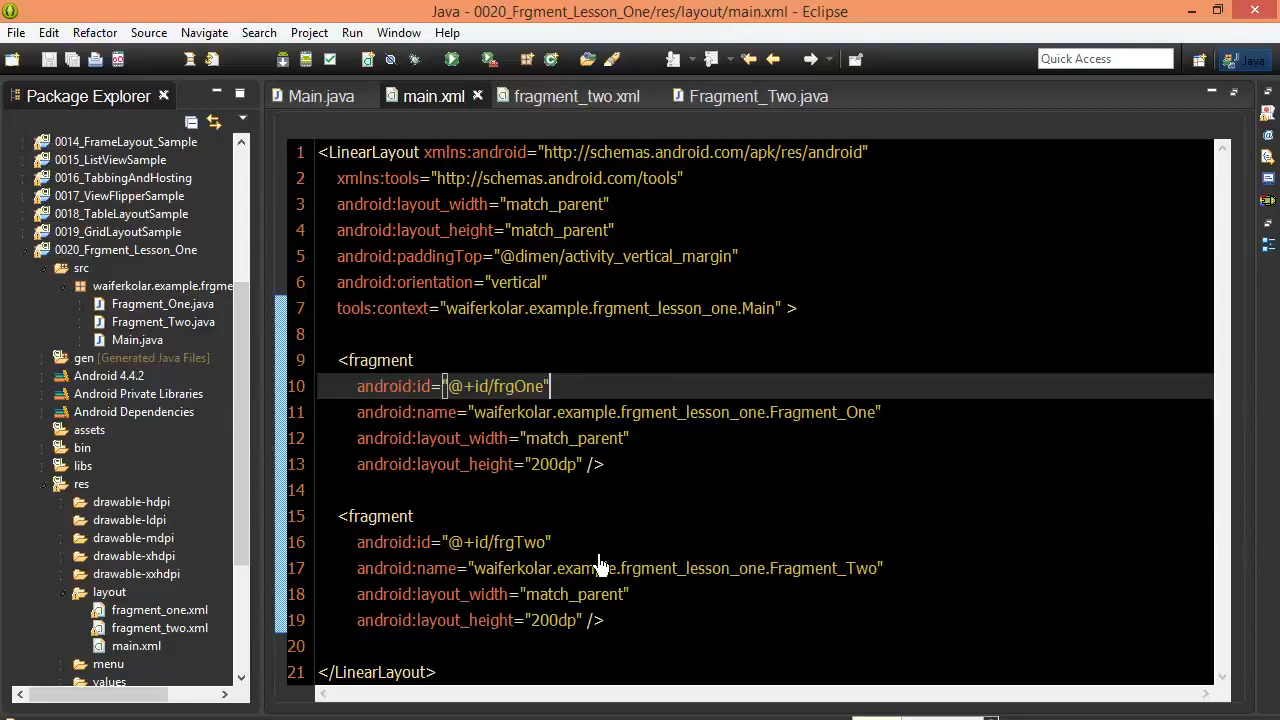 Java - 0020_Frgment_Lesson_One/res/layout/main.xml - Eclipse
File Edit Refactor Source Navigate Search Project Run Window Help
Quick Access
Java
Package Explorer
Main.java main.xml fragment_two.xml Fragment_Two.java
0014_FrameLayout_Sample
0015_ListViewSample
0016_TabbingAndHosting
0017_ViewFlipperSample
0018_TableLayoutSample
0019_GridLayoutSample
0020_Frgment_Lesson_One
src
waiferkolar.example.frgme
Fragment_One.java
Fragment_Two.java
Main.java
gen [Generated Java Files]
Android 4.4.2
Android Private Libraries
Android Dependencies
assets
bin
libs
res
drawable-hdpi
drawable-ldpi
drawable-mdpi
drawable-xhdpi
drawable-xxhdpi
layout
fragment_one.xml
fragment_two.xml
main.xml
menu
values
1 <LinearLayout xmlns:android="http://schemas.android.com/apk/res/android"
2 xmlns:tools="http://schemas.android.com/tools"
3 android:layout_width="match_parent"
4 android:layout_height="match_parent"
5 android:paddingTop="@dimen/activity_vertical_margin"
6 android:orientation="vertical"
7 tools:context="waiferkolar.example.frgment_lesson_one.Main" >
8
9 <fragment
10 android:id="@+id/frgOne"
11 android:name="waiferkolar.example.frgment_lesson_one.Fragment_One"
12 android:layout_width="match_parent"
13 android:layout_height="200dp" />
14
15 <fragment
16 android:id="@+id/frgTwo"
17 android:name="waiferkolar.example.frgment_lesson_one.Fragment_Two"
18 android:layout_width="match_parent"
19 android:layout_height="200dp" />
20
21 </LinearLayout>